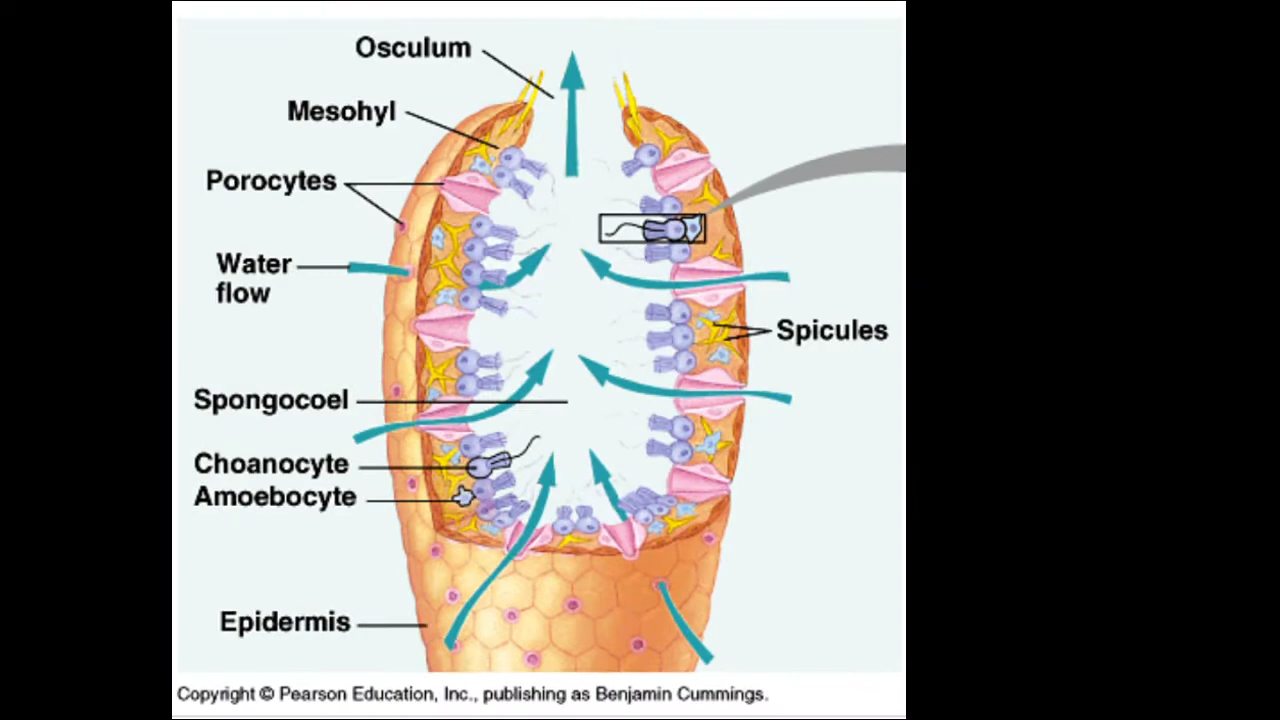 Osculum
Mesohyl
Porocytes
Water
flow
Spicules
Spongocoel
Choanocyte
Amoebocyte
Epidermis
Copyright © Pearson Education, Inc., publishing as Benjamin Cummings.